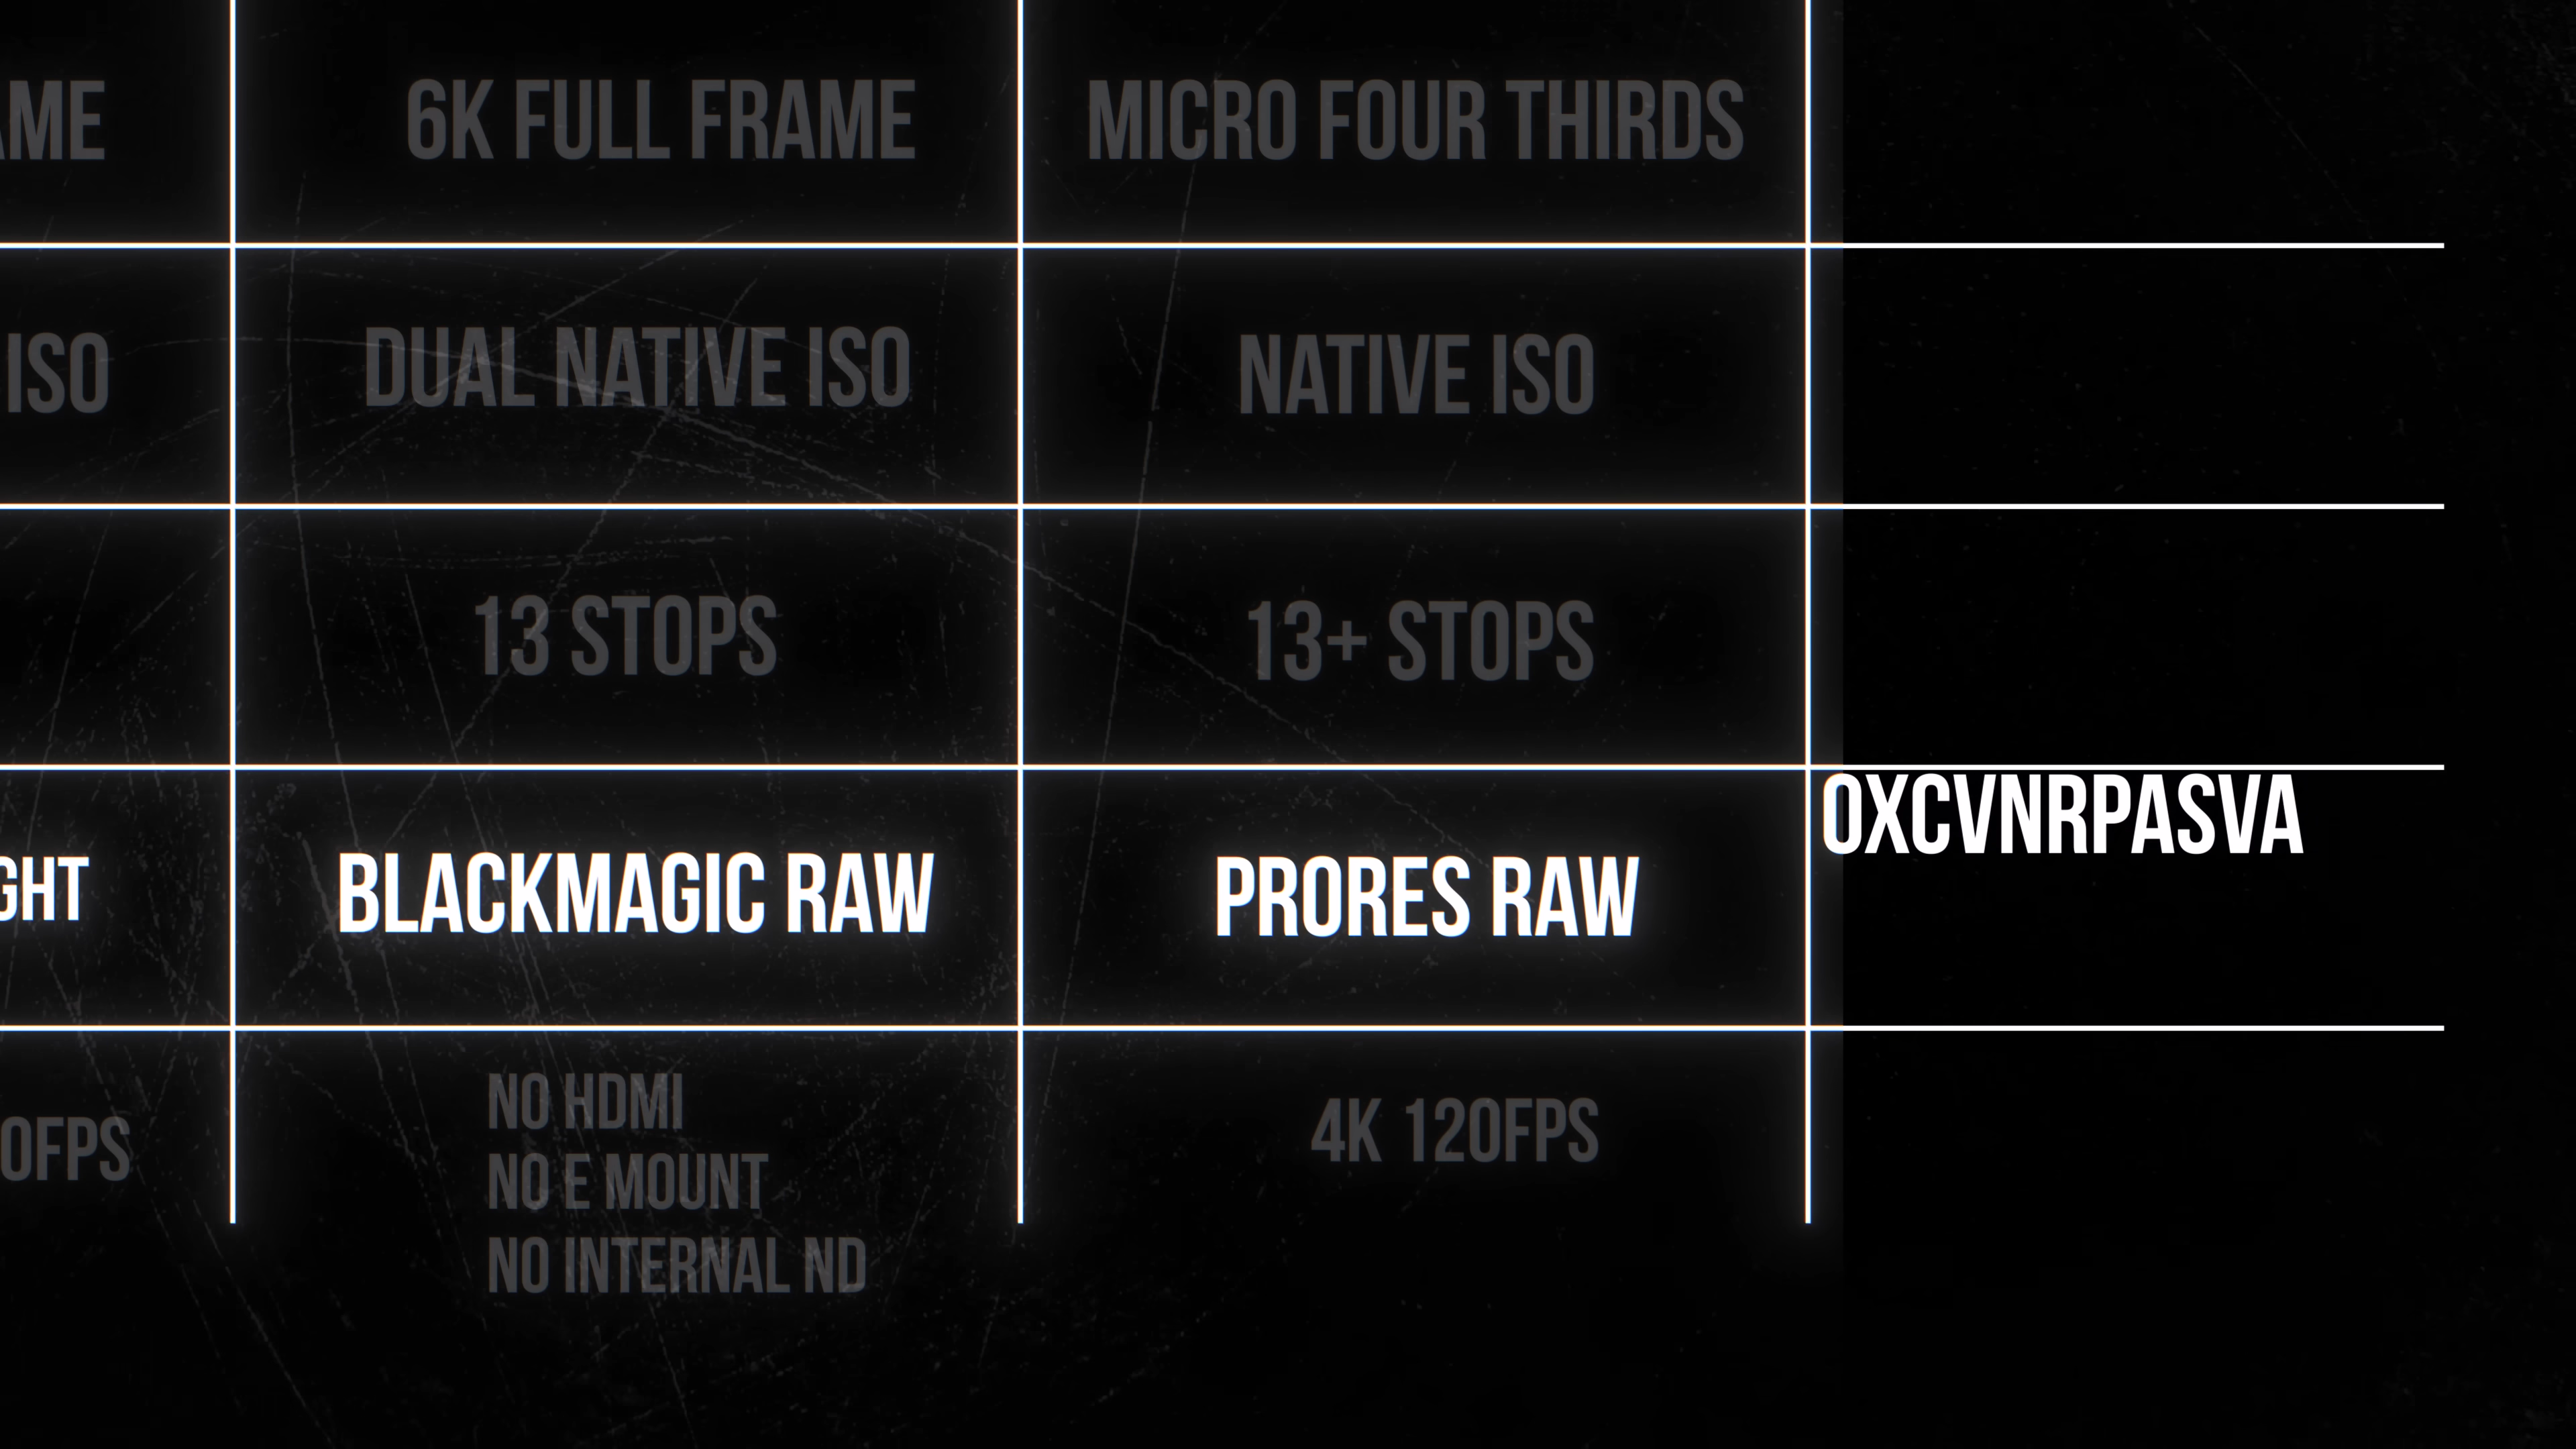 AME
6K FULL FRAME
MICRO FOUR THIRDS
ISO
DUAL NATIVE ISO
NATIVE ISO
13 STOPS
13+ STOPS
OXCVNRPASVA
GHT
BLACKMAGIC RAW
PRORES RAW
0FPS
NO HDMI
NO E MOUNT
NO INTERNAL ND
4K 120FPS